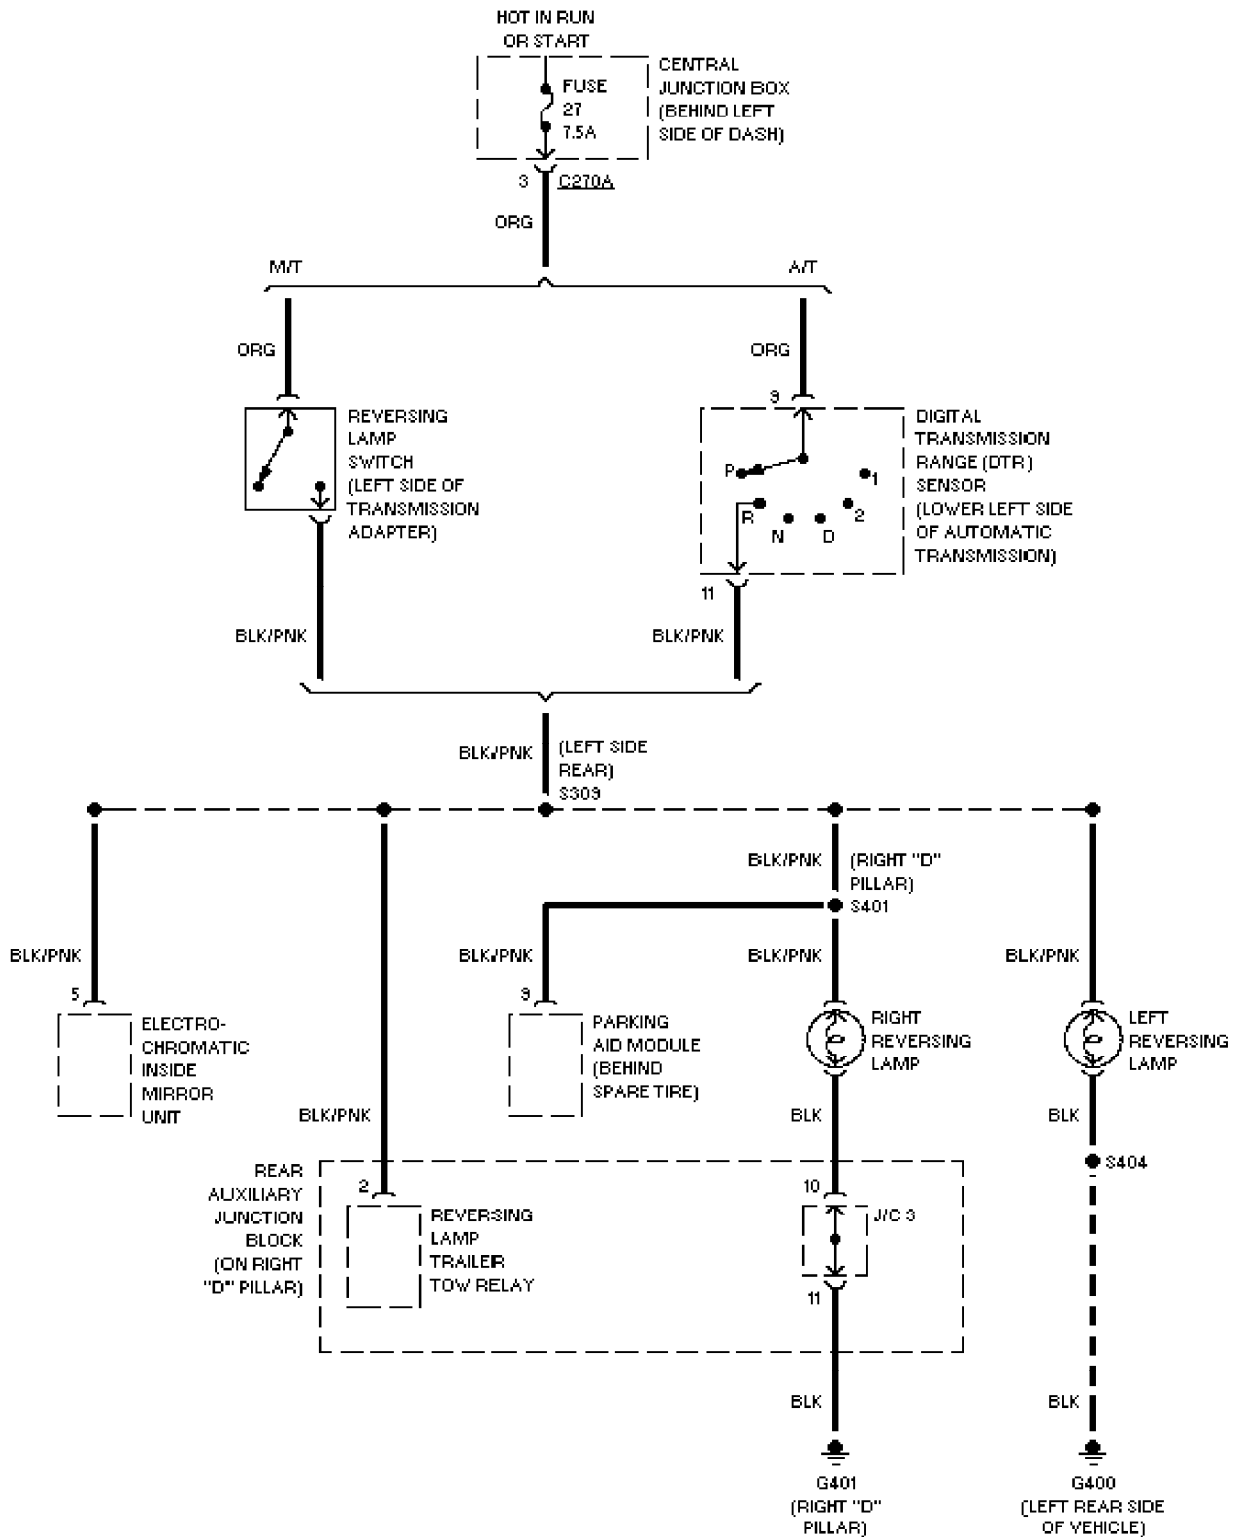 HOT IN RUN
OR START
CENTRAL
JUNCTION BOX
(BEHIND LEFT
SIDE OF DASH)
FUSE
27
7.5A
3 C270A
ORG
M/T
A/T
ORG
ORG
REVERSING
LAMP
SWITCH
(LEFT SIDE OF
TRANSMISSION
ADAPTER)
9
DIGITAL
TRANSMISSION
RANGE (DTR)
SENSOR
(LOWER LEFT SIDE
OF AUTOMATIC
TRANSMISSION)
P
R
N
D
2
1
11
BLK/PNK
BLK/PNK
BLK/PNK
(LEFT SIDE
REAR)
S309
BLK/PNK
(RIGHT "D"
PILLAR)
S401
BLK/PNK
BLK/PNK
BLK/PNK
BLK/PNK
5
ELECTRO-
CHROMATIC
INSIDE
MIRROR
UNIT
9
PARKING
AID MODULE
(BEHIND
SPARE TIRE)
RIGHT
REVERSING
LAMP
LEFT
REVERSING
LAMP
BLK/PNK
BLK
BLK
S404
REAR
AUXILIARY
JUNCTION
BLOCK
(ON RIGHT
"D" PILLAR)
2
REVERSING
LAMP
TRAILER
TOW RELAY
10
J/C 3
11
BLK
BLK
G401
(RIGHT "D"
PILLAR)
G400
(LEFT REAR SIDE
OF VEHICLE)